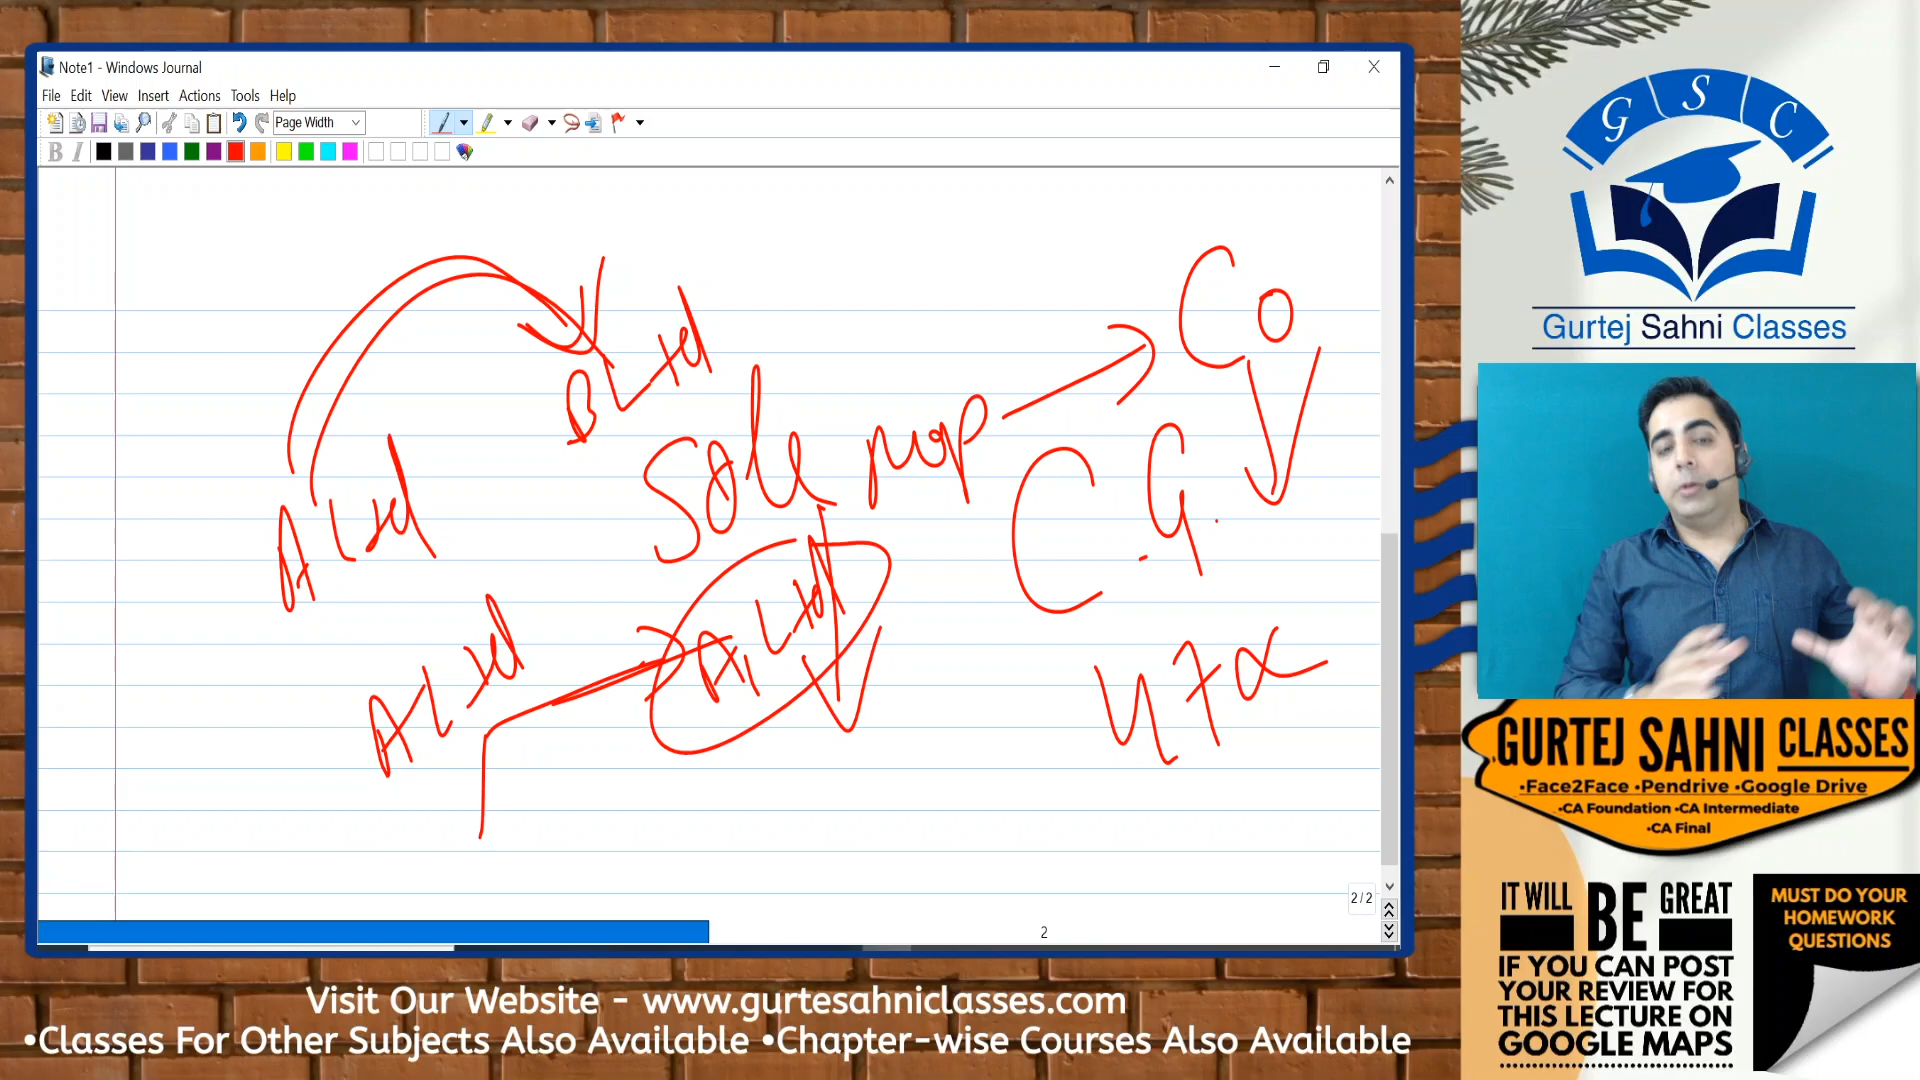 Note1 - Windows Journal
File Edit View Insert Actions Tools Help
Page Width
B I
Co
B Ltd
Sole prop
A Ltd
C.G.
A Ltd
A, Ltd
47
2 / 2
2
G S C
Gurtej Sahni Classes
GURTEJ SAHNI CLASSES
•Face2Face •Pendrive •Google Drive
•CA Foundation •CA Intermediate
•CA Final
IT WILL BE GREAT
IF YOU CAN POST
YOUR REVIEW FOR
THIS LECTURE ON
GOOGLE MAPS
MUST DO YOUR
HOMEWORK
QUESTIONS
Visit Our Website - www.gurtesahniclasses.com
•Classes For Other Subjects Also Available •Chapter-wise Courses Also Available